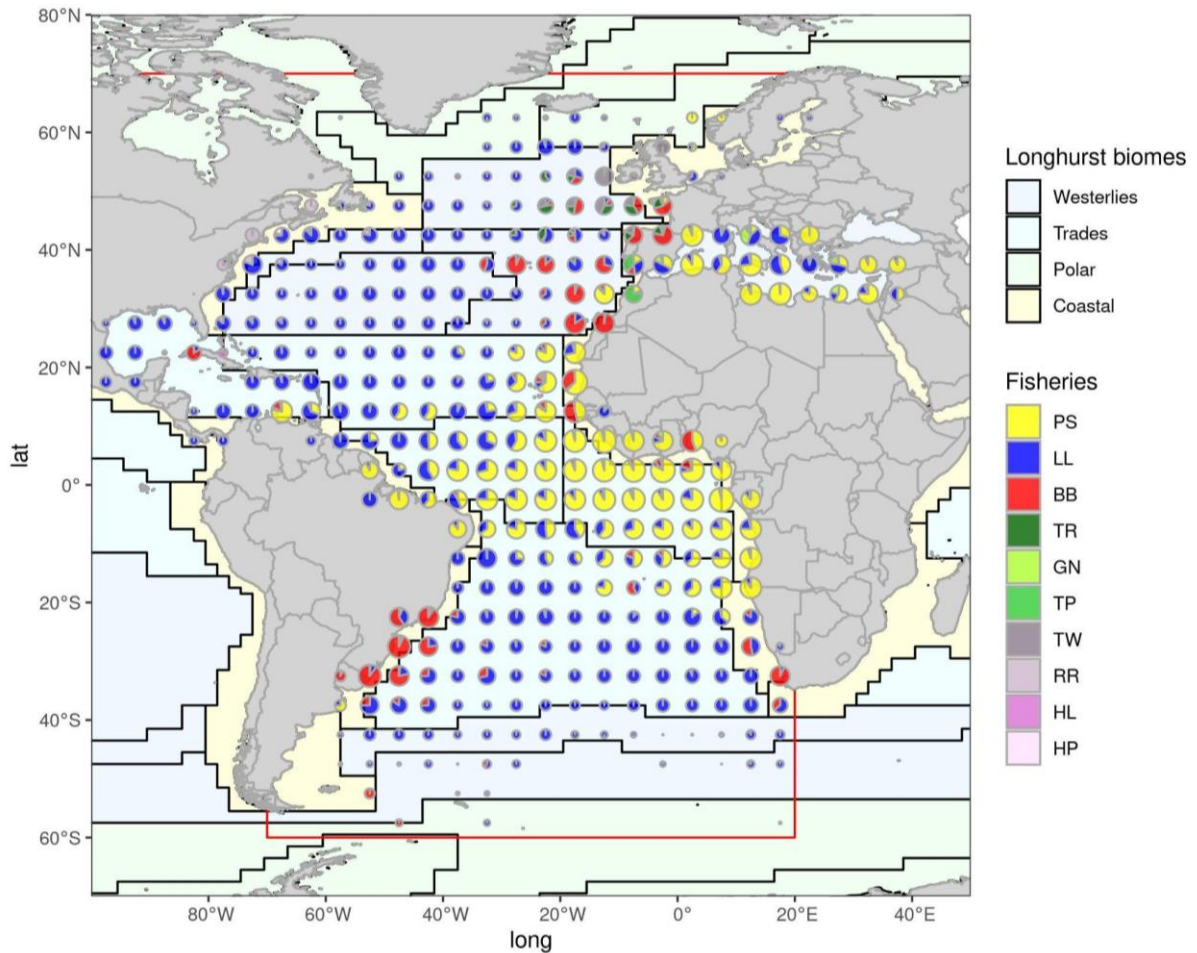 80°N
60°N
40°N
20°N
0°
20°S
40°S
60°S
lat
80°W
60°W
40°W
20°W
0°
20°E
40°E
long
Longhurst biomes
Westerlies
Trades
Polar
Coastal
Fisheries
PS
LL
BB
TR
GN
TP
TW
RR
HL
HP